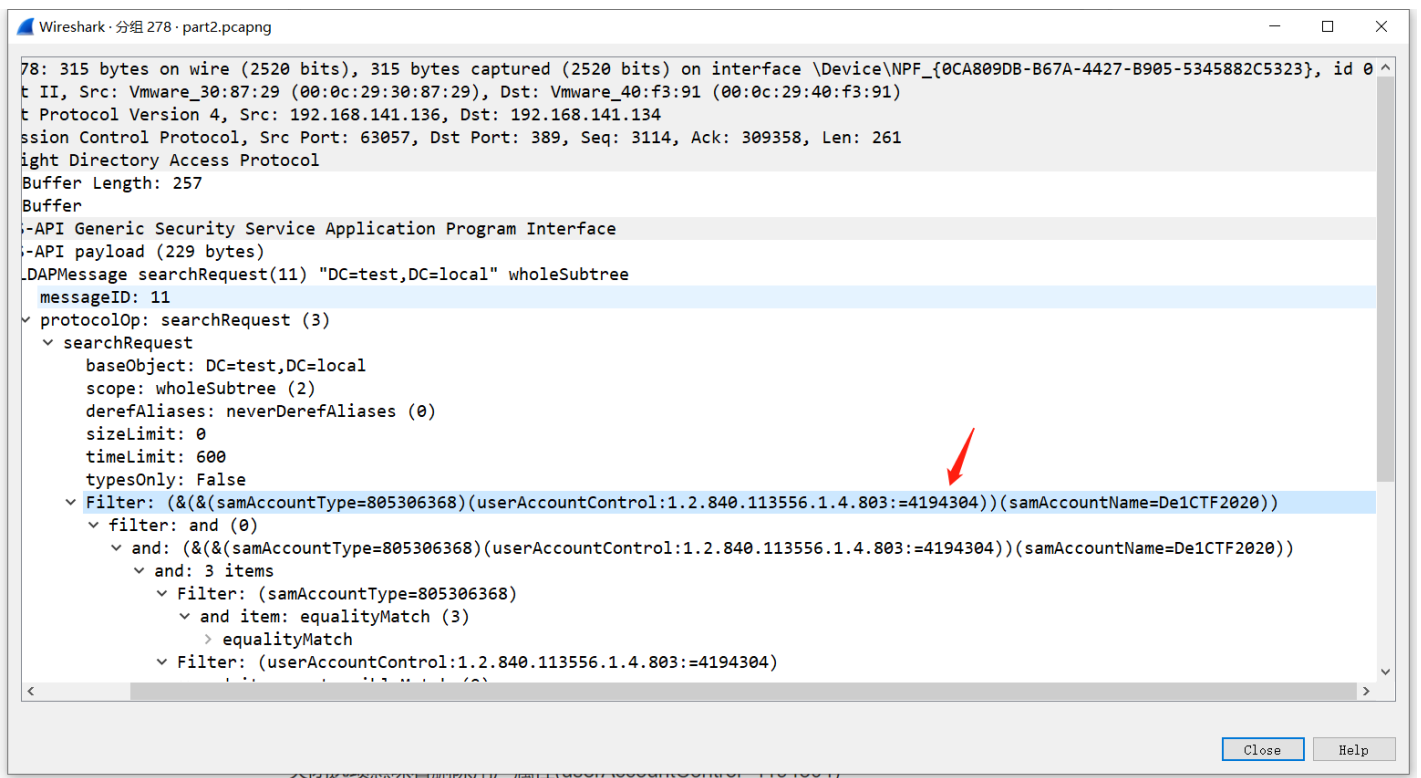 Wireshark · 分组 278 · part2.pcapng
78: 315 bytes on wire (2520 bits), 315 bytes captured (2520 bits) on interface \Device\NPF_{0CA809DB-B67A-4427-B905-5345882C5323}, id 0
t II, Src: Vmware_30:87:29 (00:0c:29:30:87:29), Dst: Vmware_40:f3:91 (00:0c:29:40:f3:91)
t Protocol Version 4, Src: 192.168.141.136, Dst: 192.168.141.134
ssion Control Protocol, Src Port: 63057, Dst Port: 389, Seq: 3114, Ack: 309358, Len: 261
ight Directory Access Protocol
Buffer Length: 257
Buffer
-API Generic Security Service Application Program Interface
-API payload (229 bytes)
LDAPMessage searchRequest(11) "DC=test,DC=local" wholeSubtree
messageID: 11
protocolOp: searchRequest (3)
searchRequest
baseObject: DC=test,DC=local
scope: wholeSubtree (2)
derefAliases: neverDerefAliases (0)
sizeLimit: 0
timeLimit: 600
typesOnly: False
Filter: (&(&(samAccountType=805306368)(userAccountControl:1.2.840.113556.1.4.803:=4194304))(samAccountName=De1CTF2020))
filter: and (0)
and: (&(&(samAccountType=805306368)(userAccountControl:1.2.840.113556.1.4.803:=4194304))(samAccountName=De1CTF2020))
and: 3 items
Filter: (samAccountType=805306368)
and item: equalityMatch (3)
equalityMatch
Filter: (userAccountControl:1.2.840.113556.1.4.803:=4194304)
Close
Help